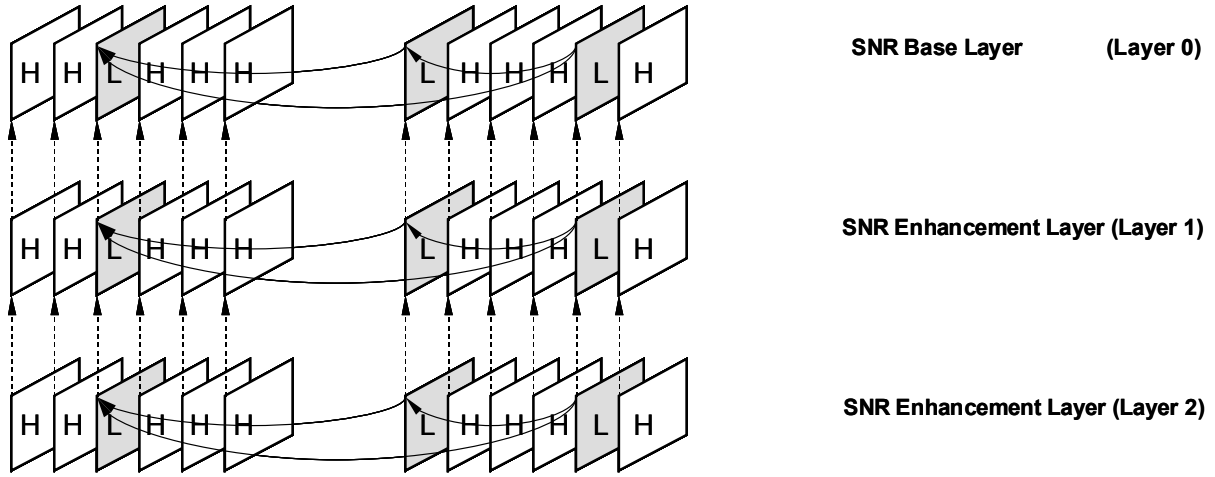 H H L H H H L H H H L H SNR Base Layer (Layer 0)
H H L H H H L H H H L H SNR Enhancement Layer (Layer 1)
H H L H H H L H H H L H SNR Enhancement Layer (Layer 2)